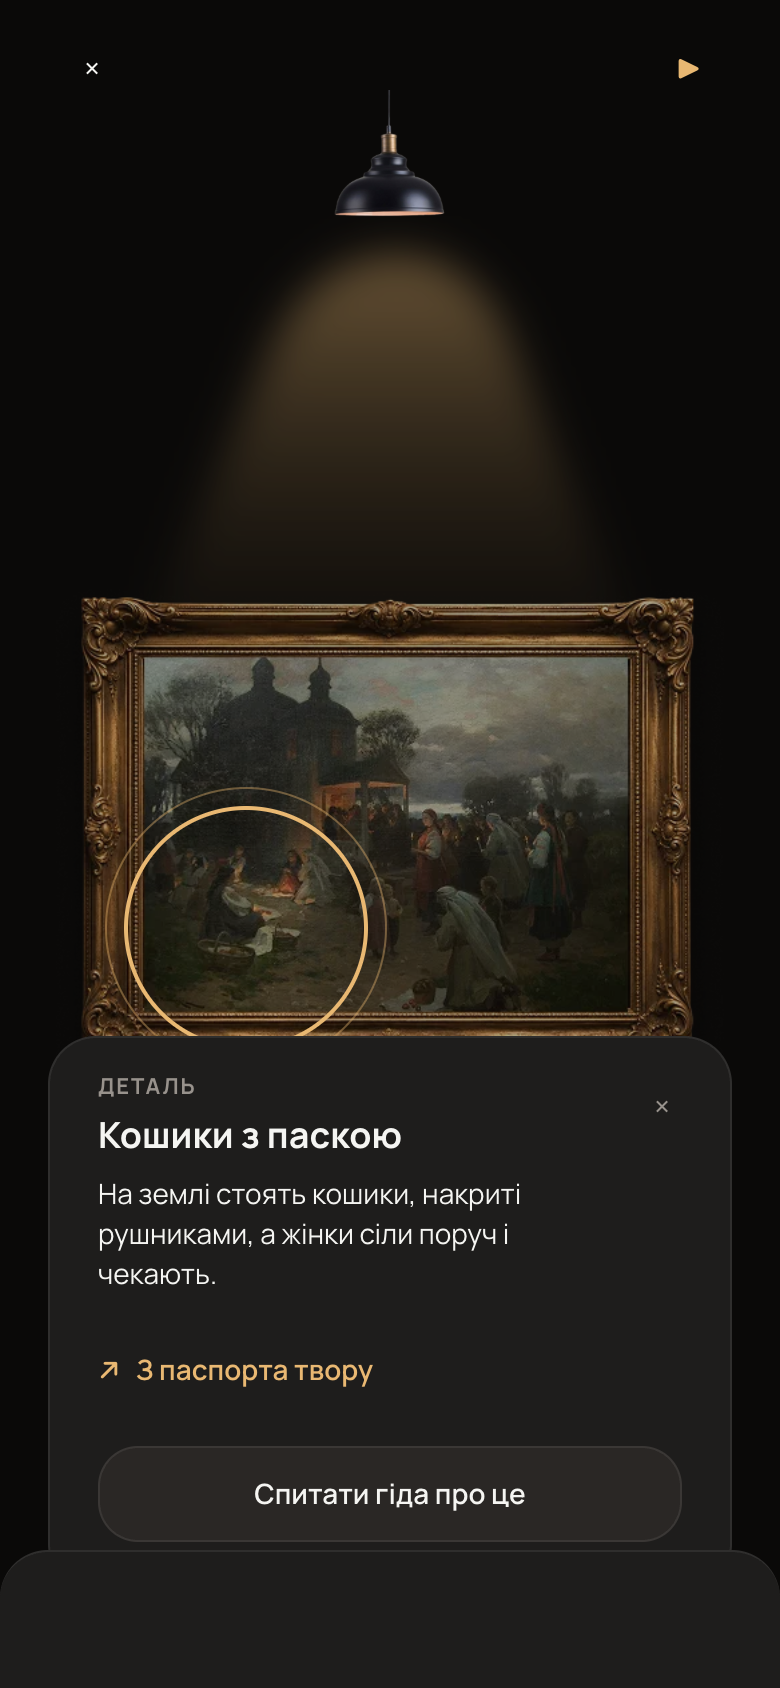 ДЕТАЛЬ
Кошики з паскою
На землі стоять кошики, накриті
рушниками, а жінки сіли поруч і
чекають.
З паспорта твору
Спитати гіда про це